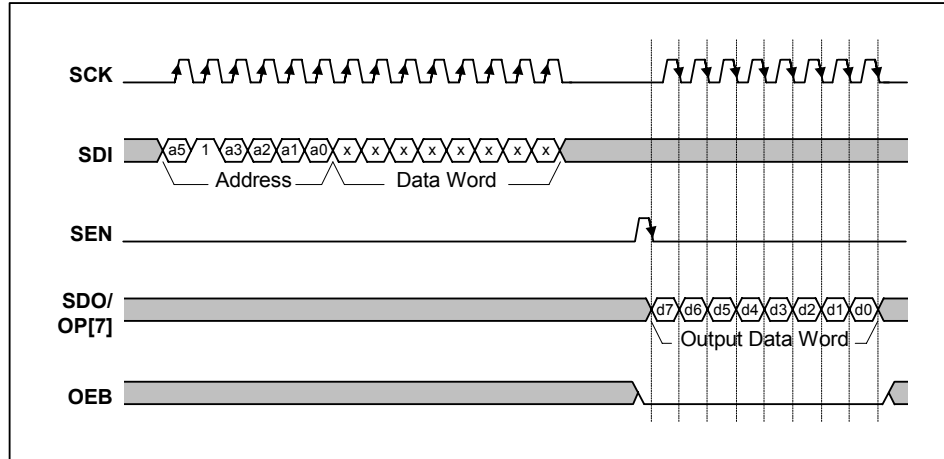 SCK
SDI
a5 1 a3 a2 a1 a0 x x x x x x x x
Address Data Word
SEN
SDO/
OP[7]
d7 d6 d5 d4 d3 d2 d1 d0
Output Data Word
OEB